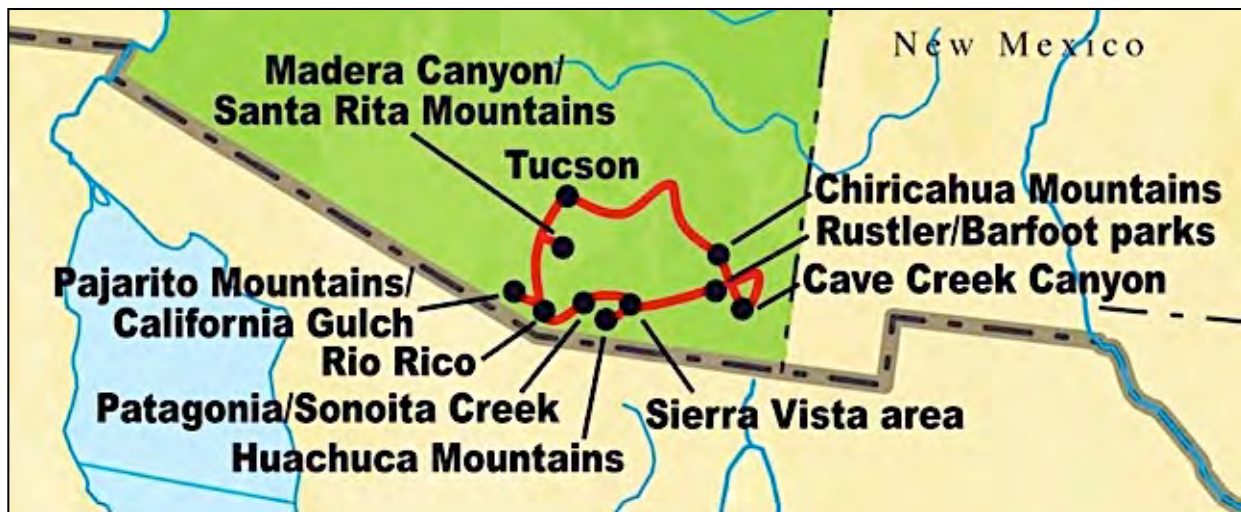 New Mexico
Madera Canyon/
Santa Rita Mountains
Tucson
Chiricahua Mountains
Rustler/Barfoot parks
Cave Creek Canyon
Pajarito Mountains/
California Gulch
Rio Rico
Patagonia/Sonoita Creek
Sierra Vista area
Huachuca Mountains